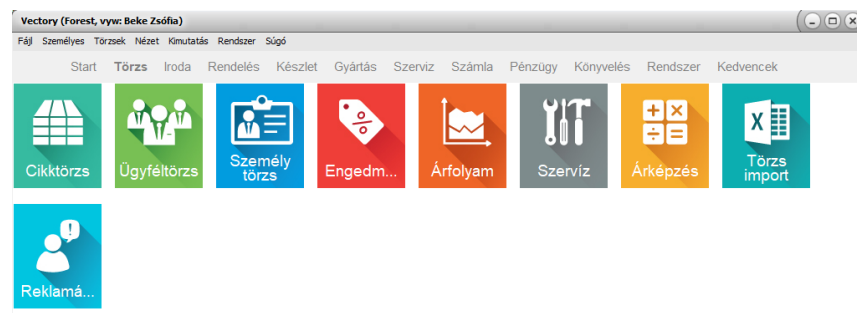 Vectory (Forest, vyw: Beke Zsófia)
Fájl Személyes Törzsek Nézet Kimutatás Rendszer Súgó
Start Törzs Iroda Rendelés Készlet Gyártás Szerviz Számla Pénzügy Könyvelés Rendszer Kedvencek
Cikktörzs
Ügyféltörzs
Személy
törzs
Engedm...
Árfolyam
Szervíz
Árképzés
Törzs
import
Reklamá...